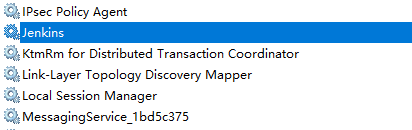 IPsec Policy Agent
Jenkins
KtmRm for Distributed Transaction Coordinator
Link-Layer Topology Discovery Mapper
Local Session Manager
MessagingService_1bd5c375